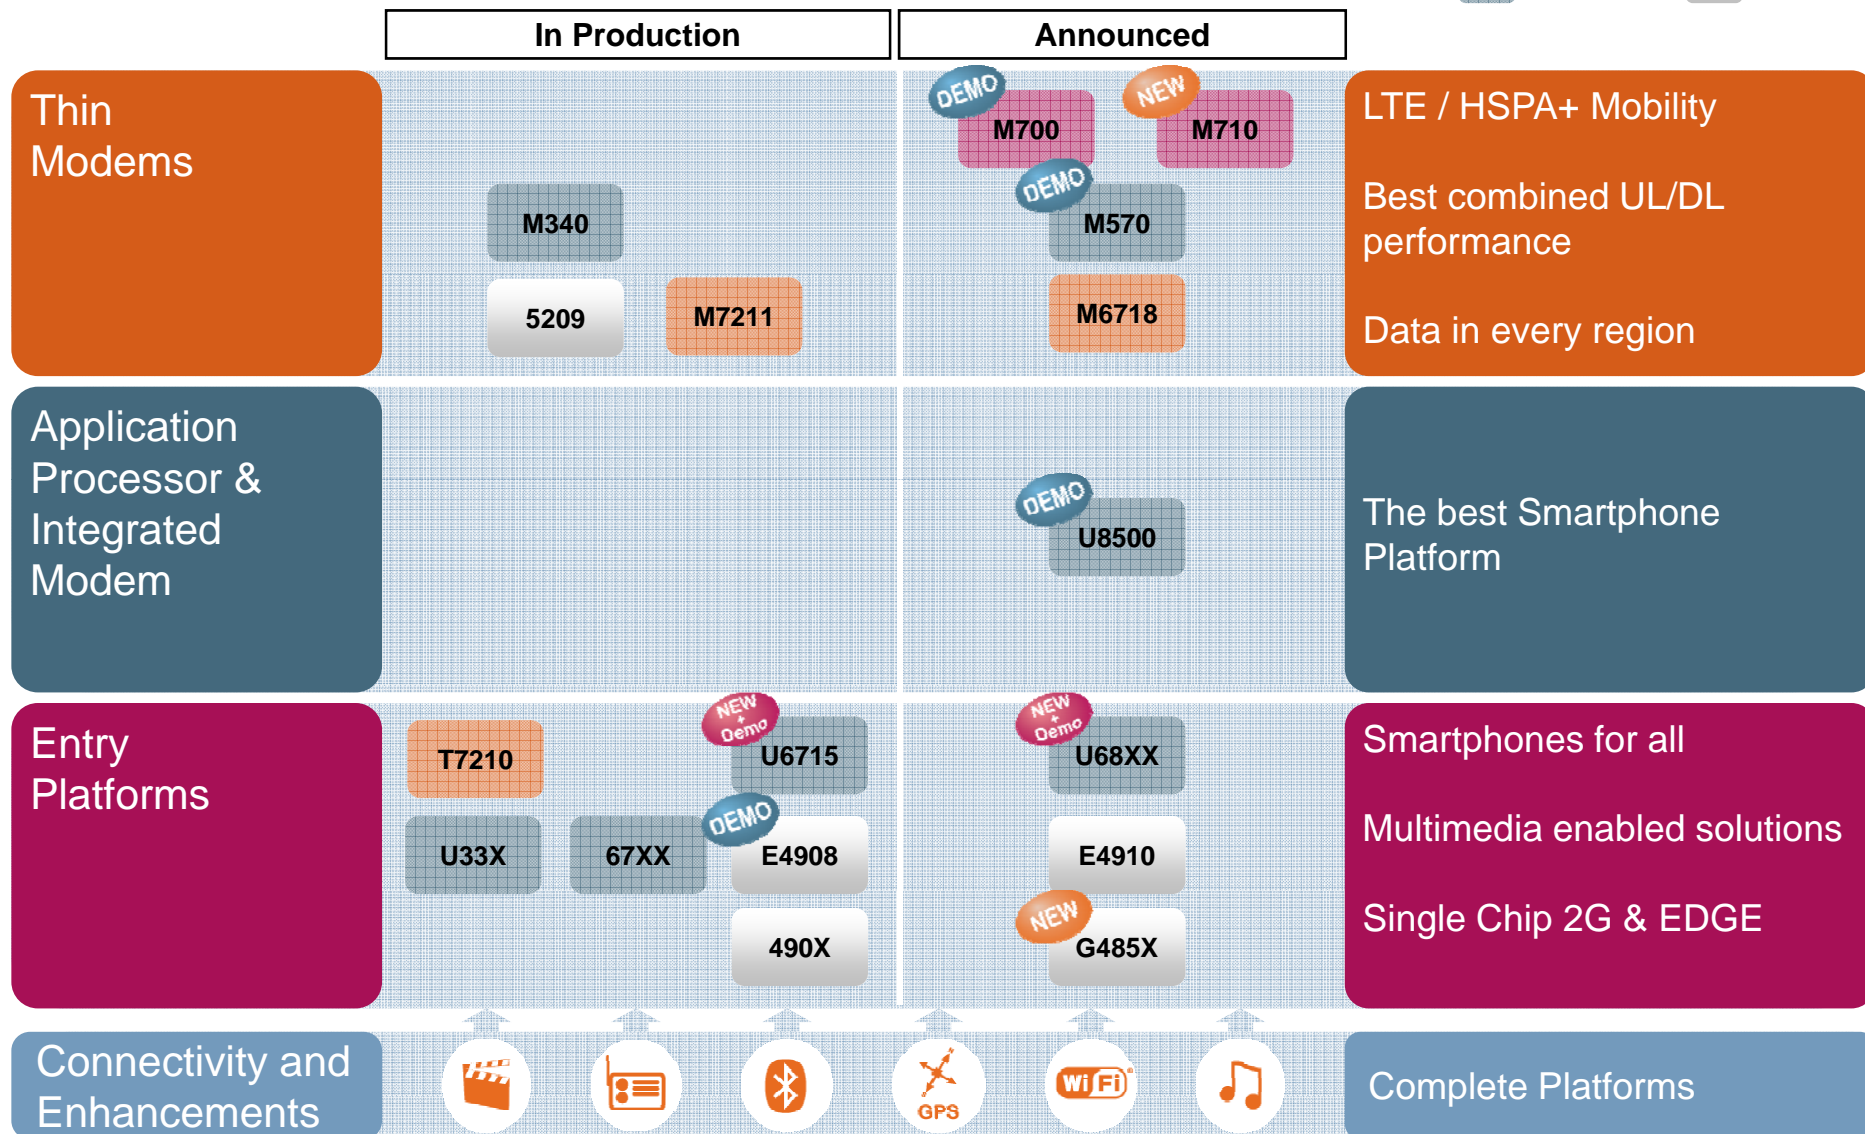 In Production
Announced
Thin
Modems
DEMO
M700
NEW
M710
M340
DEMO
M570
5209
M7211
M6718
LTE / HSPA+ Mobility
Best combined UL/DL
performance
Data in every region
Application
Processor &
Integrated
Modem
DEMO
U8500
The best Smartphone
Platform
Entry
Platforms
T7210
NEW
+
Demo
U6715
NEW
+
Demo
U68XX
U33X
67XX
DEMO
E4908
E4910
490X
NEW
G485X
Smartphones for all
Multimedia enabled solutions
Single Chip 2G & EDGE
Connectivity and
Enhancements
GPS
WiFi
Complete Platforms